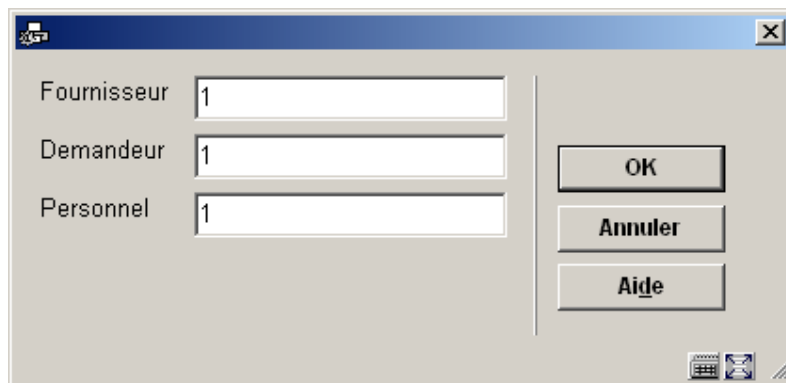 Fournisseur 1
Demandeur 1
Personnel 1
OK
Annuler
Aide